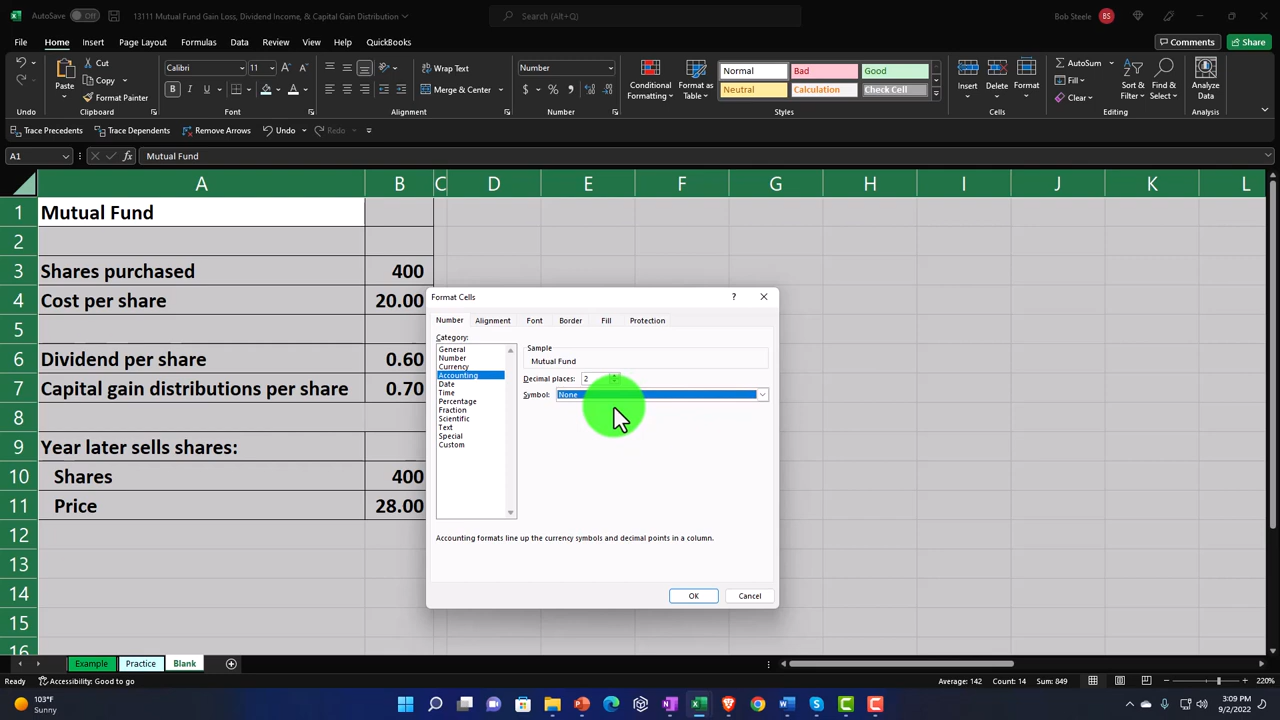 AutoSave Off 13111 Mutual Fund Gain Loss, Dividend Income, & Capital Gain Distribution Search (Alt+Q) Bob Steele BS
File Home Insert Page Layout Formulas Data Review View Help QuickBooks Comments Share
Paste Cut Copy Format Painter
Calibri 11 A A
B I U A
ab Wrap Text
Merge & Center
Number
$ % ,
Conditional Formatting Format as Table
Normal Bad Good
Neutral Calculation Check Cell
Insert Delete Format
AutoSum Fill Clear
Sort & Filter Find & Select
Analyze Data
Undo Clipboard Font Alignment Number Styles Cells Editing Analysis
Trace Precedents Trace Dependents Remove Arrows Undo Redo
A1 fx Mutual Fund
A B C D E F G H I J K L
1 Mutual Fund
2
3 Shares purchased 400
4 Cost per share 20.00
5
6 Dividend per share 0.60
7 Capital gain distributions per share 0.70
8
9 Year later sells shares:
10 Shares 400
11 Price 28.00
12
13
14
15
16
Format Cells ?
Number Alignment Font Border Fill Protection
Category:
General
Number
Currency
Accounting
Date
Time
Percentage
Fraction
Scientific
Text
Special
Custom
Sample
Mutual Fund
Decimal places: 2
Symbol: None
Accounting formats line up the currency symbols and decimal points in a column.
OK Cancel
Example Practice Blank
Ready Accessibility: Good to go Average: 142 Count: 14 Sum: 849 220%
103°F
Sunny
3:09 PM
9/2/2022